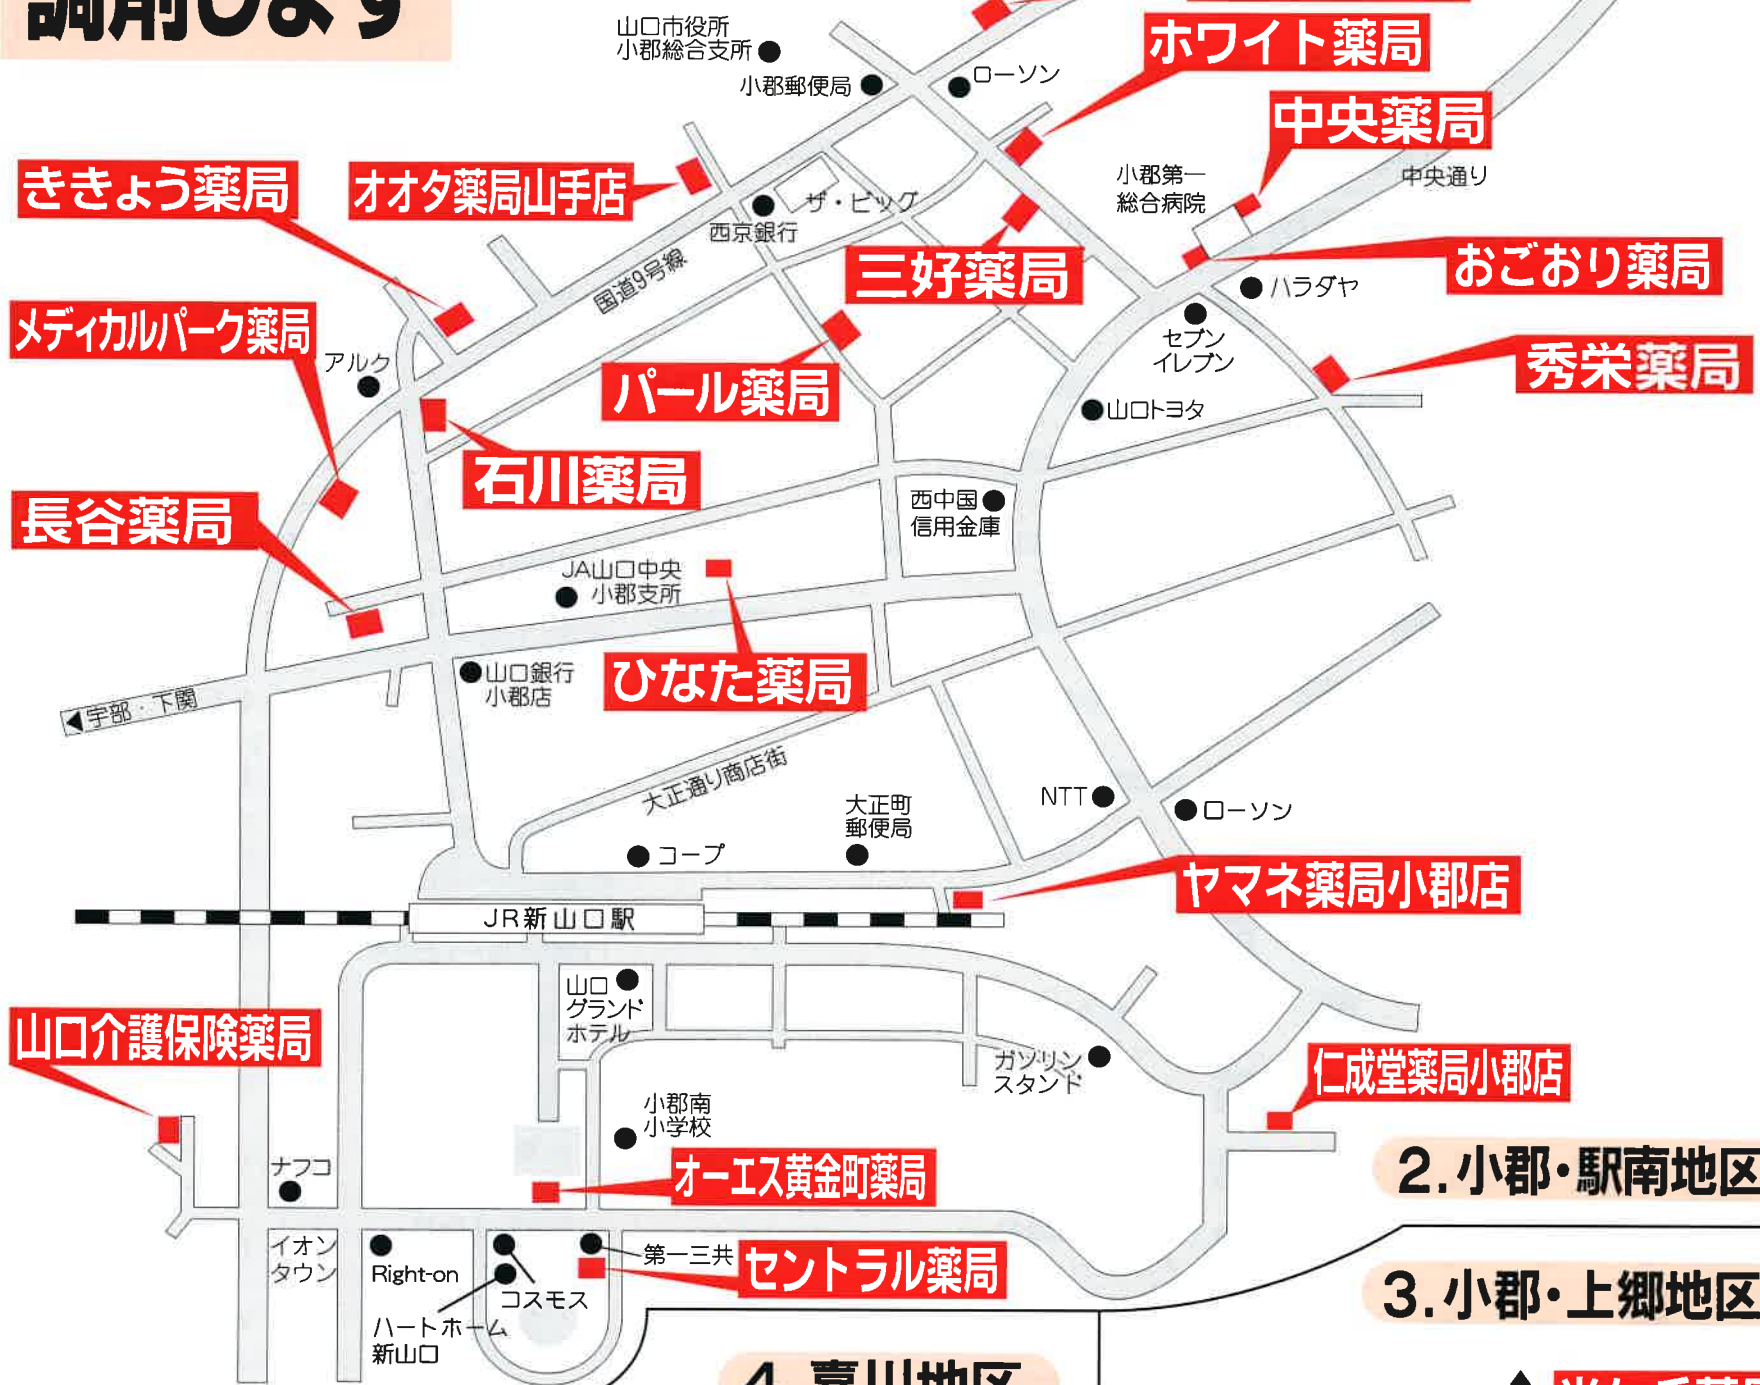 調剤します
山口市役所
小郡総合支所
小郡郵便局
ローソン
ホワイト薬局
中央薬局
中央通り
小郡第一
総合病院
ききょう薬局
オオタ薬局山手店
ザ・ビッグ
西京銀行
国道9号線
三好薬局
おごおり薬局
ハラダヤ
セブン
イレブン
メディカルパーク薬局
アルク
パール薬局
秀栄薬局
山口トヨタ
石川薬局
長谷薬局
西中国
信用金庫
JA山口中央
小郡支所
ひなた薬局
山口銀行
小郡店
宇部・下関
大正通り商店街
大正町
郵便局
コープ
NTT
ローソン
ヤマネ薬局小郡店
JR新山口駅
山口
グランド
ホテル
山口介護保険薬局
ガソリン
スタンド
仁成堂薬局小郡店
小郡南
小学校
ナフコ
オーエス黄金町薬局
2.小郡・駅南地区
イオン
タウン
Right-on
第一三共
セントラル薬局
コスモス
ハートホーム
新山口
3.小郡・上郷地区
4.嘉川地区